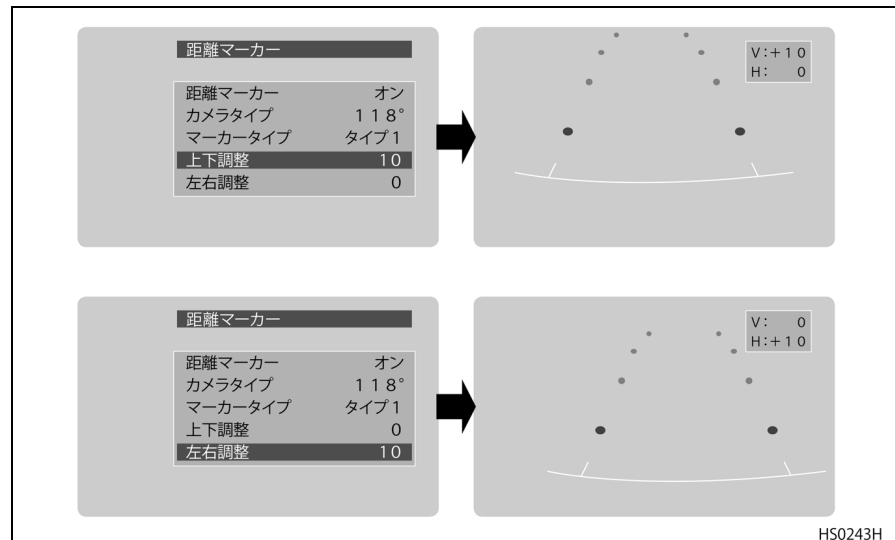 距離マーカー
距離マーカー オン
カメラタイプ 118°
マーカータイプ タイプ1
上下調整 10
左右調整 0
V:+10
H: 0
距離マーカー
距離マーカー オン
カメラタイプ 118°
マーカータイプ タイプ1
上下調整 0
左右調整 10
V: 0
H:+10
HS0243H